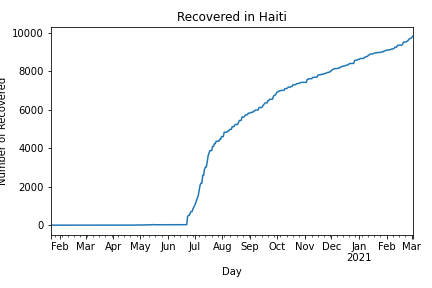 Recovered in Haiti
10000
8000
6000
4000
2000
0
Number of Recovered
Feb Mar Apr May Jun Jul Aug Sep Oct Nov Dec Jan Feb Mar
2021
Day